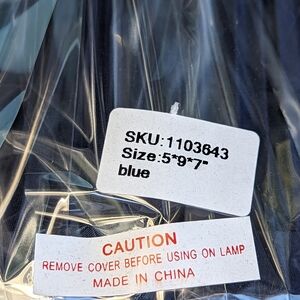 SKU:1103643
Size:5*9*7"
blue
CAUTION
REMOVE COVER BEFORE USING ON LAMP
MADE IN CHINA